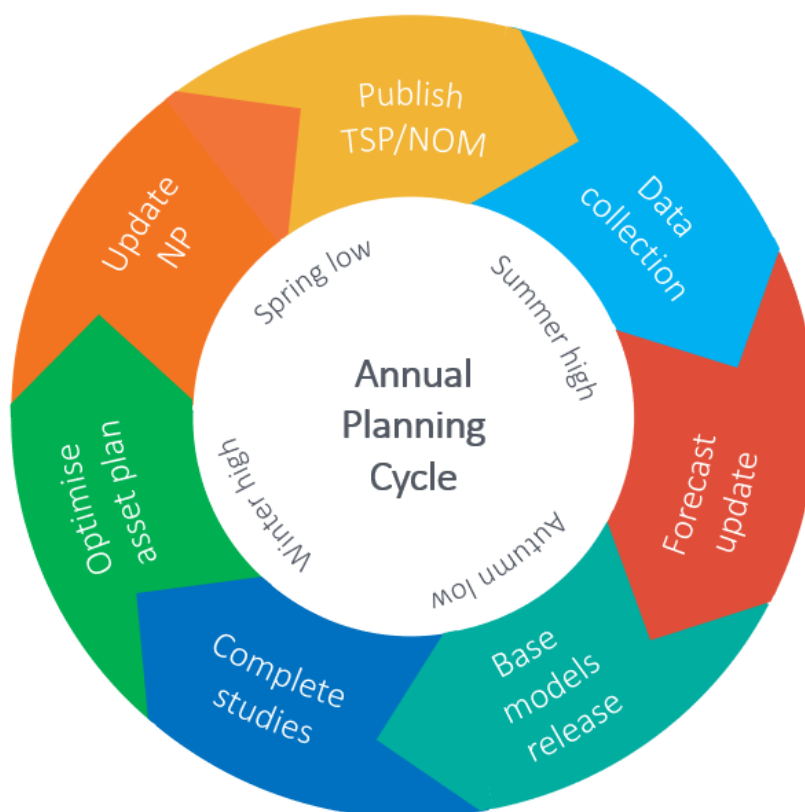 Publish
TSP/NOM
Data
collection
Forecast
update
Base
models
release
Complete
studies
Optimise
asset plan
Update
NP
Spring low
Summer high
Autumn low
Winter high
Annual
Planning
Cycle